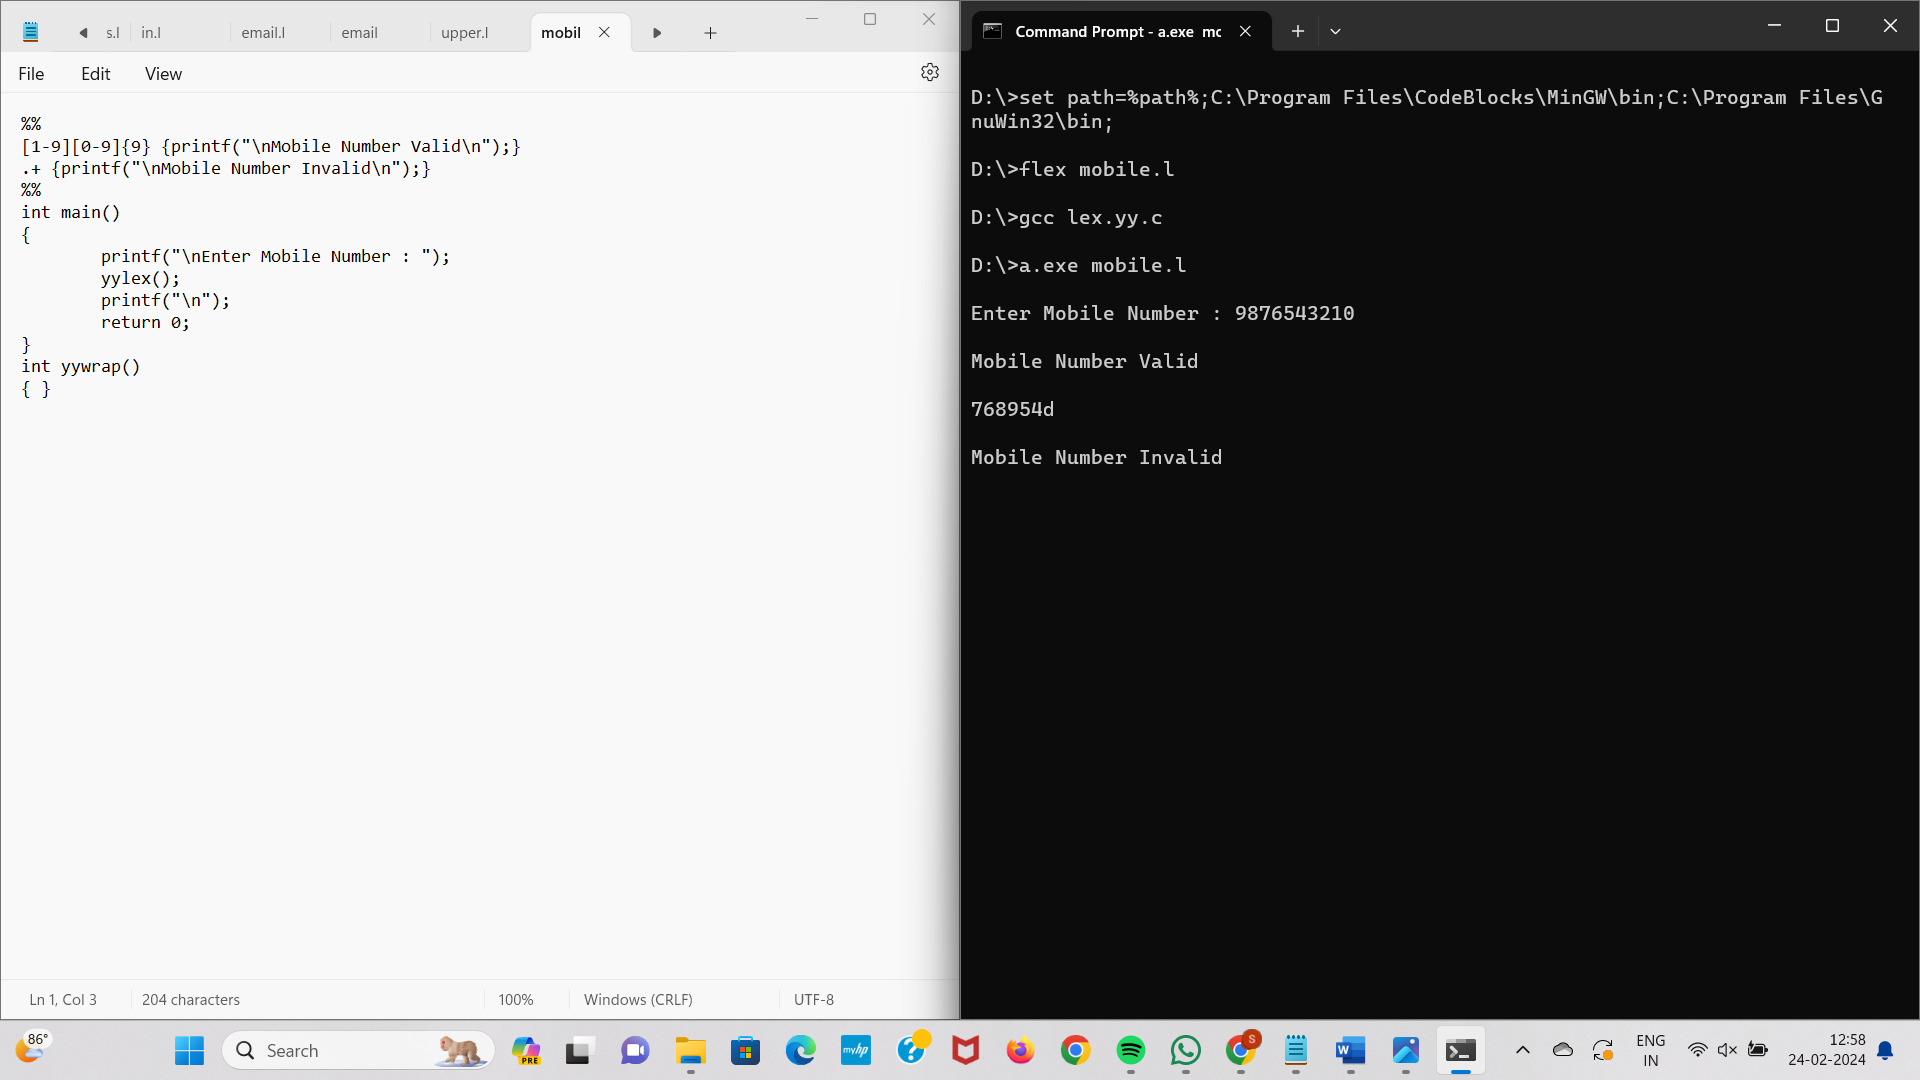 s.l in.l email.l email upper.l mobil
File Edit View
%%
[1-9][0-9]{9} {printf("\nMobile Number Valid\n");}
.+ {printf("\nMobile Number Invalid\n");}
%%
int main()
{
printf("\nEnter Mobile Number : ");
yylex();
printf("\n");
return 0;
}
int yywrap()
{ }
Ln 1, Col 3 204 characters 100% Windows (CRLF) UTF-8
Command Prompt - a.exe mo
D:\>set path=%path%;C:\Program Files\CodeBlocks\MinGW\bin;C:\Program Files\G
nuWin32\bin;
D:\>flex mobile.l
D:\>gcc lex.yy.c
D:\>a.exe mobile.l
Enter Mobile Number : 9876543210
Mobile Number Valid
768954d
Mobile Number Invalid
86°
Search
PRE
myhp
S
W
ENG
IN
12:58
24-02-2024